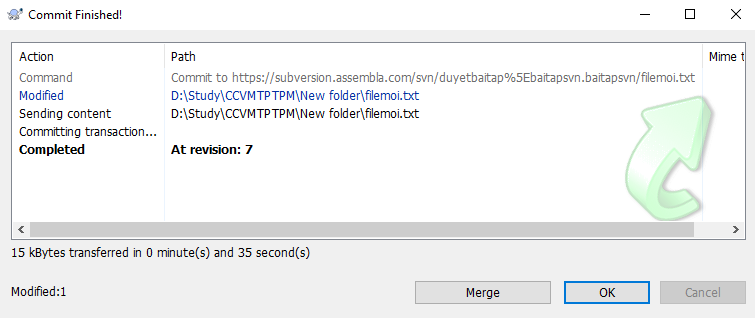 Commit Finished!
Action Path Mime t
Command Commit to https://subversion.assembla.com/svn/duyetbaitap%5Ebaitapsvn.baitapsvn/filemoi.txt
Modified D:\Study\CCVMTPTPM\New folder\filemoi.txt
Sending content D:\Study\CCVMTPTPM\New folder\filemoi.txt
Committing transaction...
Completed At revision: 7
15 kBytes transferred in 0 minute(s) and 35 second(s)
Modified:1 Merge OK Cancel